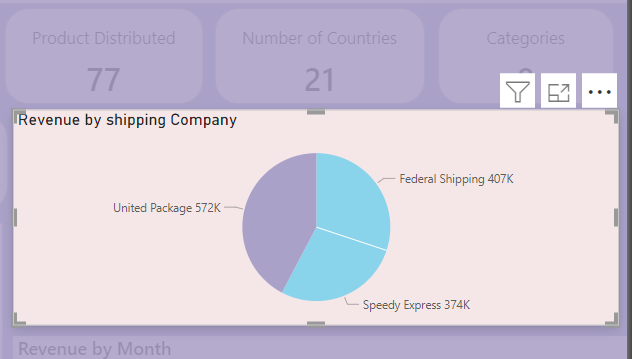 Product Distributed
Number of Countries
Categories
77
21
Revenue by shipping Company
Federal Shipping 407K
United Package 572K
Speedy Express 374K
Revenue by Month